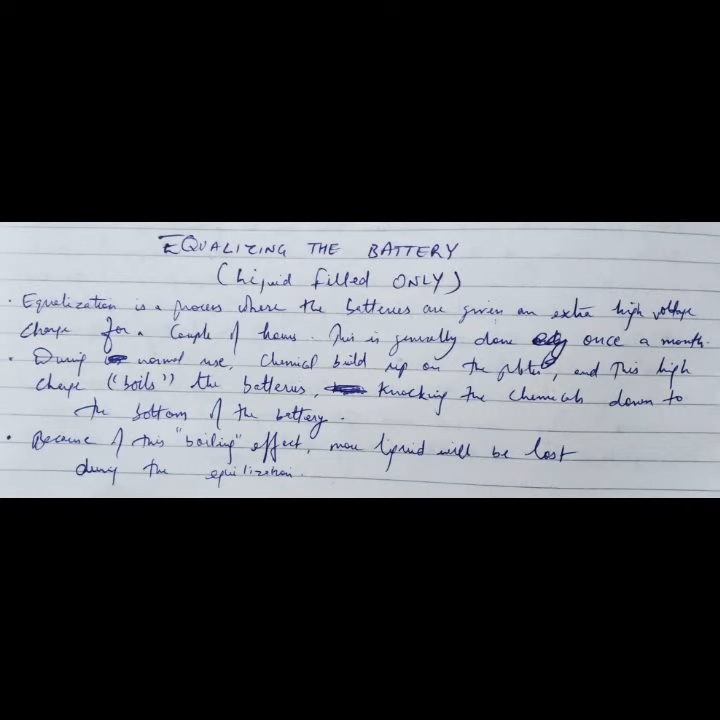 EQUALIZING THE BATTERY
(Liquid filled ONLY)
· Equalization is a process where the batteries are given an extra high voltage
charge for a couple of hours. This is generally done once a month.
· During normal use, chemical build up on the plates, and this high
charge ("boils") the batteries, knocking the chemicals down to
the bottom of the battery.
· Because of this "boiling" effect, more liquid will be lost
during the equilization.